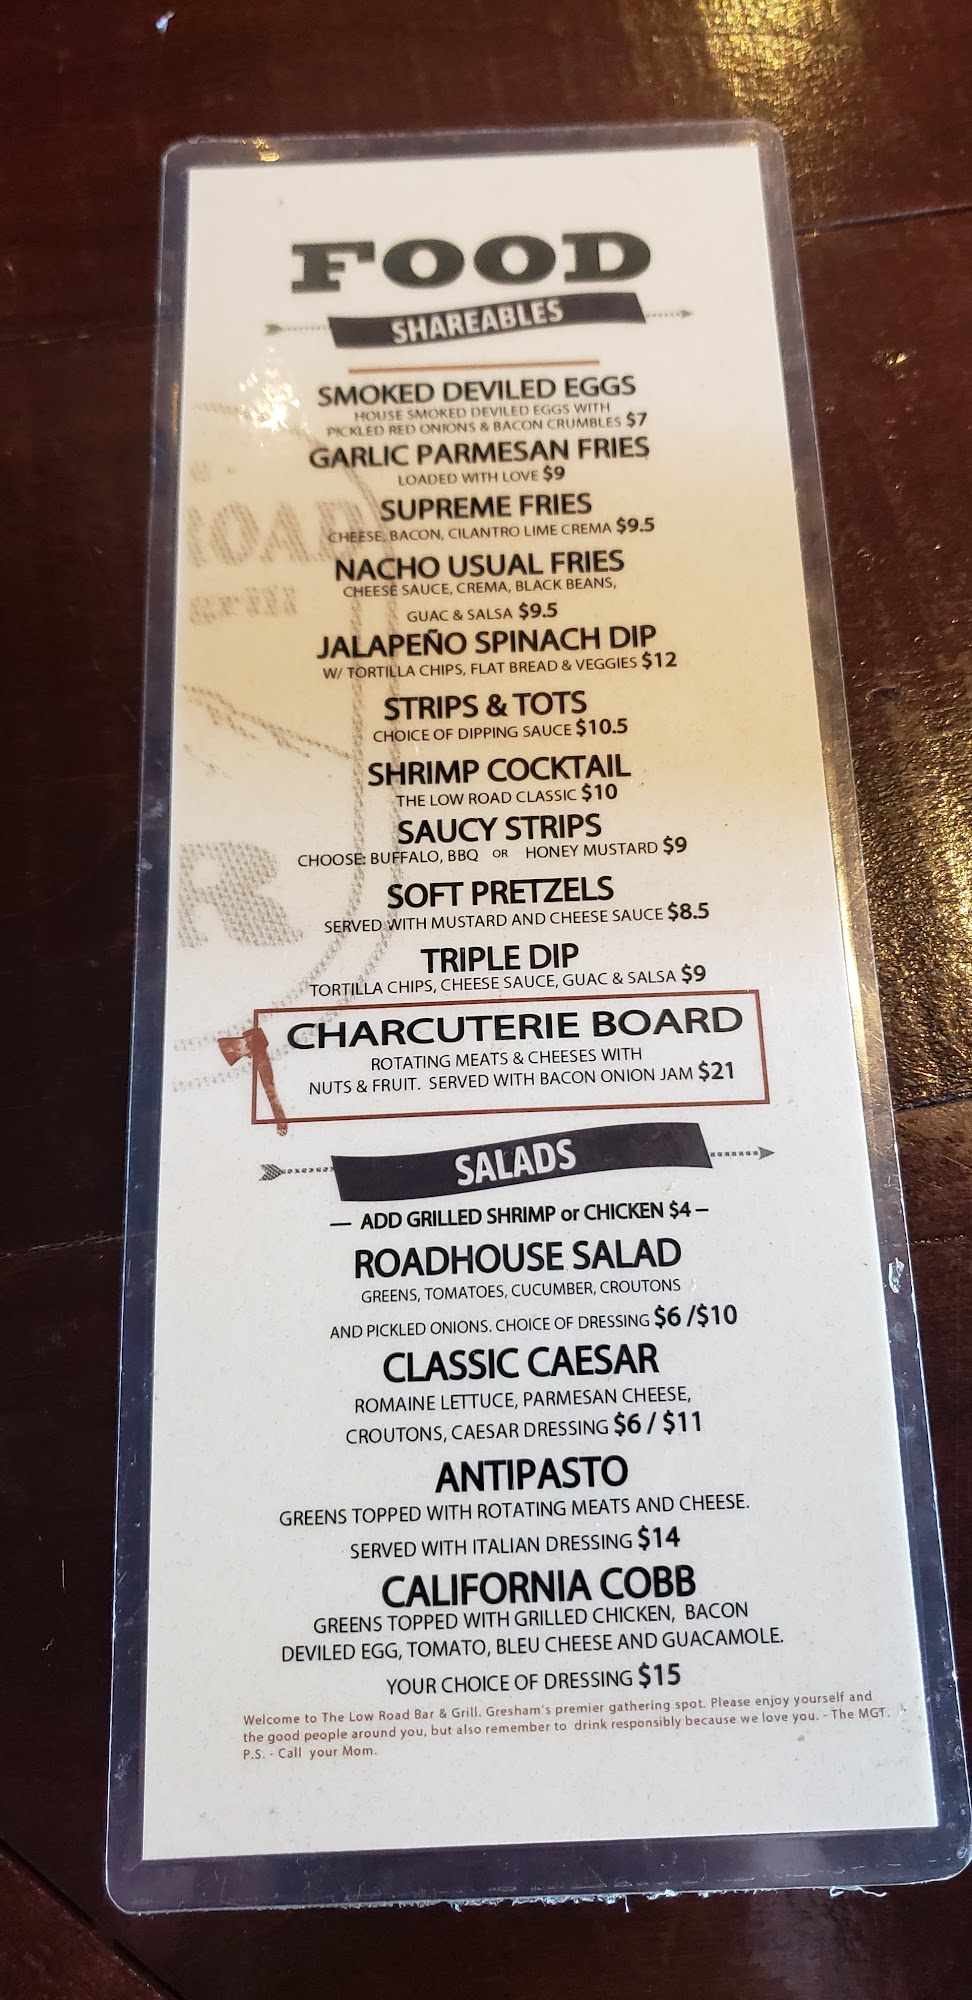 FOOD
SHAREABLES
SMOKED DEVILED EGGS
HOUSE SMOKED DEVILED EGGS WITH
PICKLED RED ONIONS & BACON CRUMBLES $7
GARLIC PARMESAN FRIES
LOADED WITH LOVE $9
SUPREME FRIES
CHEESE, BACON, CILANTRO LIME CREMA $9.5
NACHO USUAL FRIES
CHEESE SAUCE, CREMA, BLACK BEANS,
GUAC & SALSA $9.5
JALAPEÑO SPINACH DIP
W/ TORTILLA CHIPS, FLAT BREAD & VEGGIES $12
STRIPS & TOTS
CHOICE OF DIPPING SAUCE $10.5
SHRIMP COCKTAIL
THE LOW ROAD CLASSIC $10
SAUCY STRIPS
CHOOSE: BUFFALO, BBQ OR HONEY MUSTARD $9
SOFT PRETZELS
SERVED WITH MUSTARD AND CHEESE SAUCE $8.5
TRIPLE DIP
TORTILLA CHIPS, CHEESE SAUCE, GUAC & SALSA $9
CHARCUTERIE BOARD
ROTATING MEATS & CHEESES WITH
NUTS & FRUIT. SERVED WITH BACON ONION JAM $21
SALADS
— ADD GRILLED SHRIMP or CHICKEN $4 –
ROADHOUSE SALAD
GREENS, TOMATOES, CUCUMBER, CROUTONS
AND PICKLED ONIONS. CHOICE OF DRESSING $6 /$10
CLASSIC CAESAR
ROMAINE LETTUCE, PARMESAN CHEESE,
CROUTONS, CAESAR DRESSING $6 / $11
ANTIPASTO
GREENS TOPPED WITH ROTATING MEATS AND CHEESE.
SERVED WITH ITALIAN DRESSING $14
CALIFORNIA COBB
GREENS TOPPED WITH GRILLED CHICKEN, BACON
DEVILED EGG, TOMATO, BLEU CHEESE AND GUACAMOLE.
YOUR CHOICE OF DRESSING $15
Welcome to The Low Road Bar & Grill. Gresham's premier gathering spot. Please enjoy yourself and
the good people around you, but also remember to drink responsibly because we love you. - The MGT.
P.S. - Call your Mom.